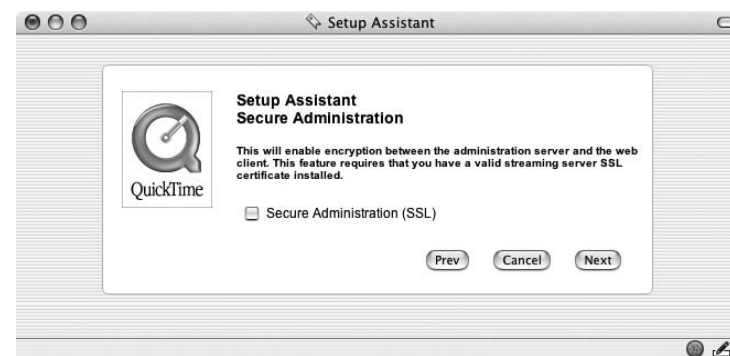 Setup Assistant
Setup Assistant
Secure Administration
This will enable encryption between the administration server and the web
client. This feature requires that you have a valid streaming server SSL
certificate installed.
QuickTime
Secure Administration (SSL)
Prev Cancel Next